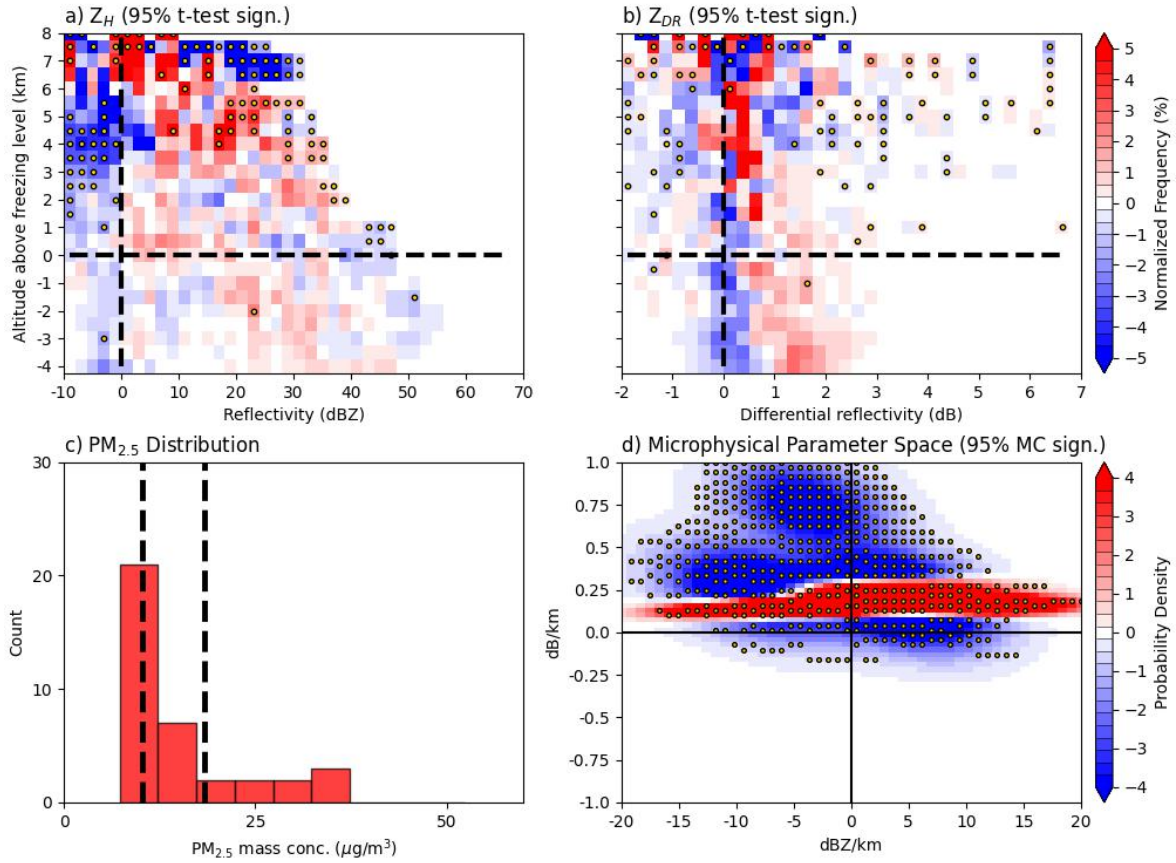 a) Z_H (95% t-test sign.)
b) Z_DR (95% t-test sign.)
8
7
6
5
4
3
2
1
0
-1
-2
-3
-4
Altitude above freezing level (km)
-10 0 10 20 30 40 50 60 70
Reflectivity (dBZ)
-2 -1 0 1 2 3 4 5 6 7
Differential reflectivity (dB)
5
4
3
2
1
0
−1
−2
−3
−4
−5
Normalized Frequency (%)
c) PM2.5 Distribution
30
20
10
0
Count
0 25 50
PM2.5 mass conc. (μg/m³)
d) Microphysical Parameter Space (95% MC sign.)
1.0
0.75
0.5
0.25
0.0
-0.25
-0.5
-0.75
-1.0
dB/km
-20 -15 -10 -5 0 5 10 15 20
dBZ/km
4
3
2
1
0
−1
−2
−3
−4
Probability Density